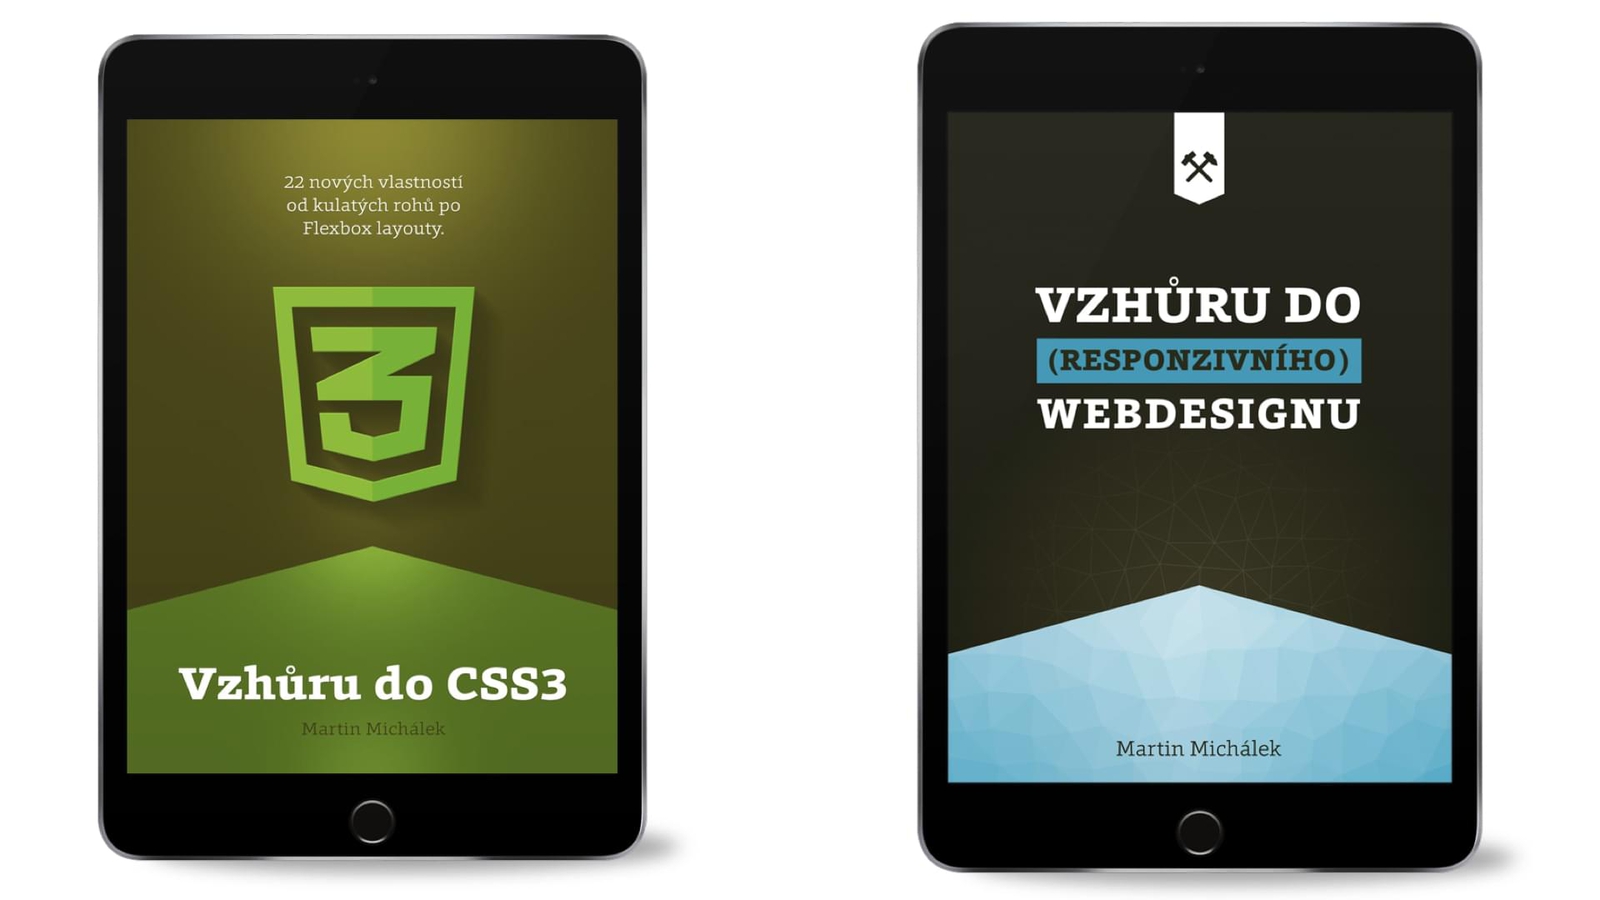 22 nových vlastností
od kulatých rohů po
Flexbox layouty.
3
Vzhůru do CSS3
Martin Michálek
VZHŮRU DO
(RESPONZIVNÍHO)
WEBDESIGNU
Martin Michálek